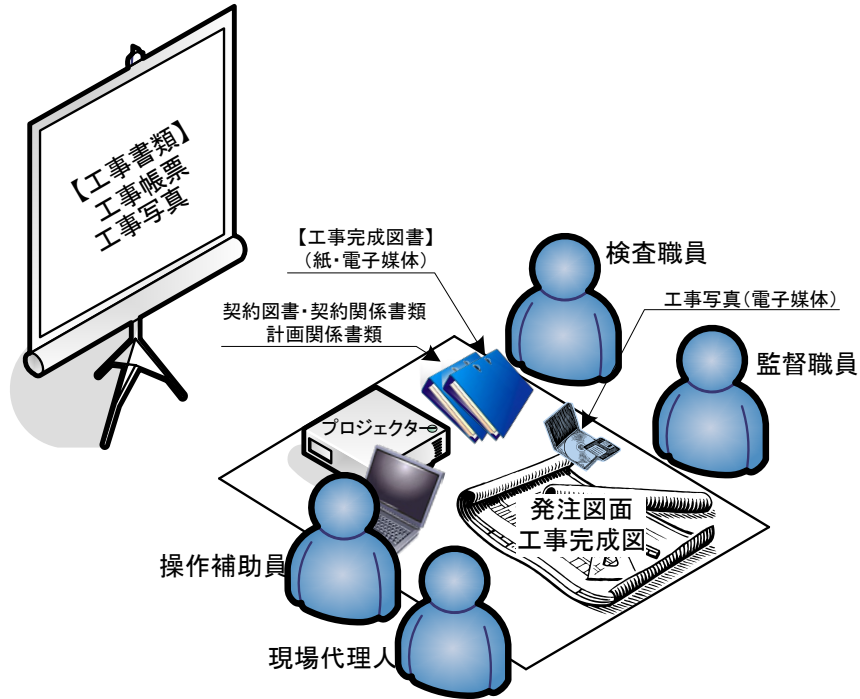 【工事書類】
工事帳票
工事写真
【工事完成図書】
（紙・電子媒体）
検査職員
工事写真（電子媒体）
契約図書・契約関係書類
計画関係書類
監督職員
プロジェクター
発注図面
工事完成図
操作補助員
現場代理人